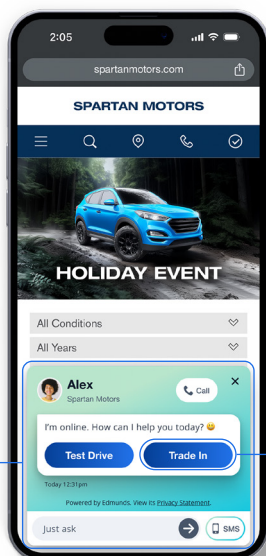 2:05
spartanmotors.com
SPARTAN MOTORS
HOLIDAY EVENT
All Conditions
All Years
Alex
Spartan Motors
Call
I'm online. How can I help you today? 😀
Test Drive
Trade In
Today 12:31pm
Powered by Edmunds. View its Privacy Statement.
Just ask
SMS